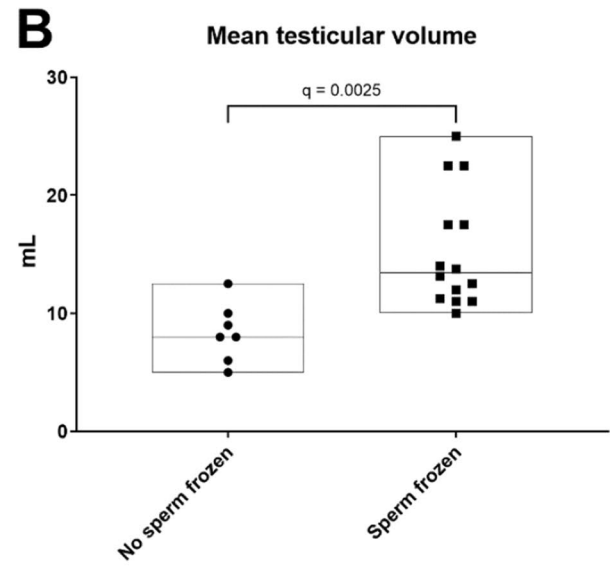 B
Mean testicular volume
q = 0.0025
30
20
mL
10
0
No sperm frozen
Sperm frozen